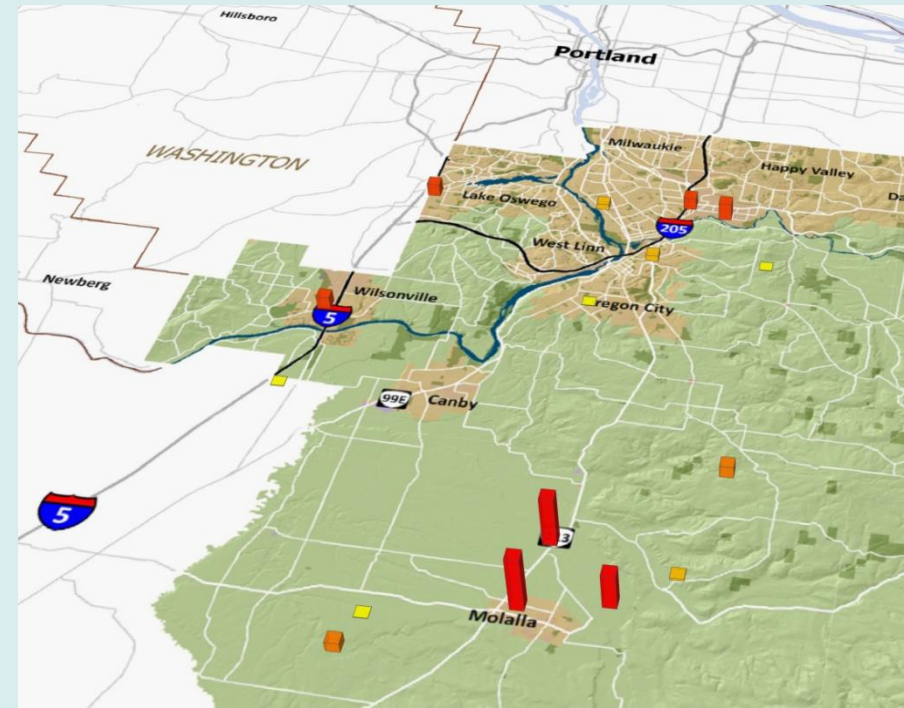 Hillsboro
Portland
WASHINGTON
Milwaukie
Happy Valley
Lake Oswego
205
West Linn
Newberg
Wilsonville
5
regon City
99E
Canby
5
Molalla